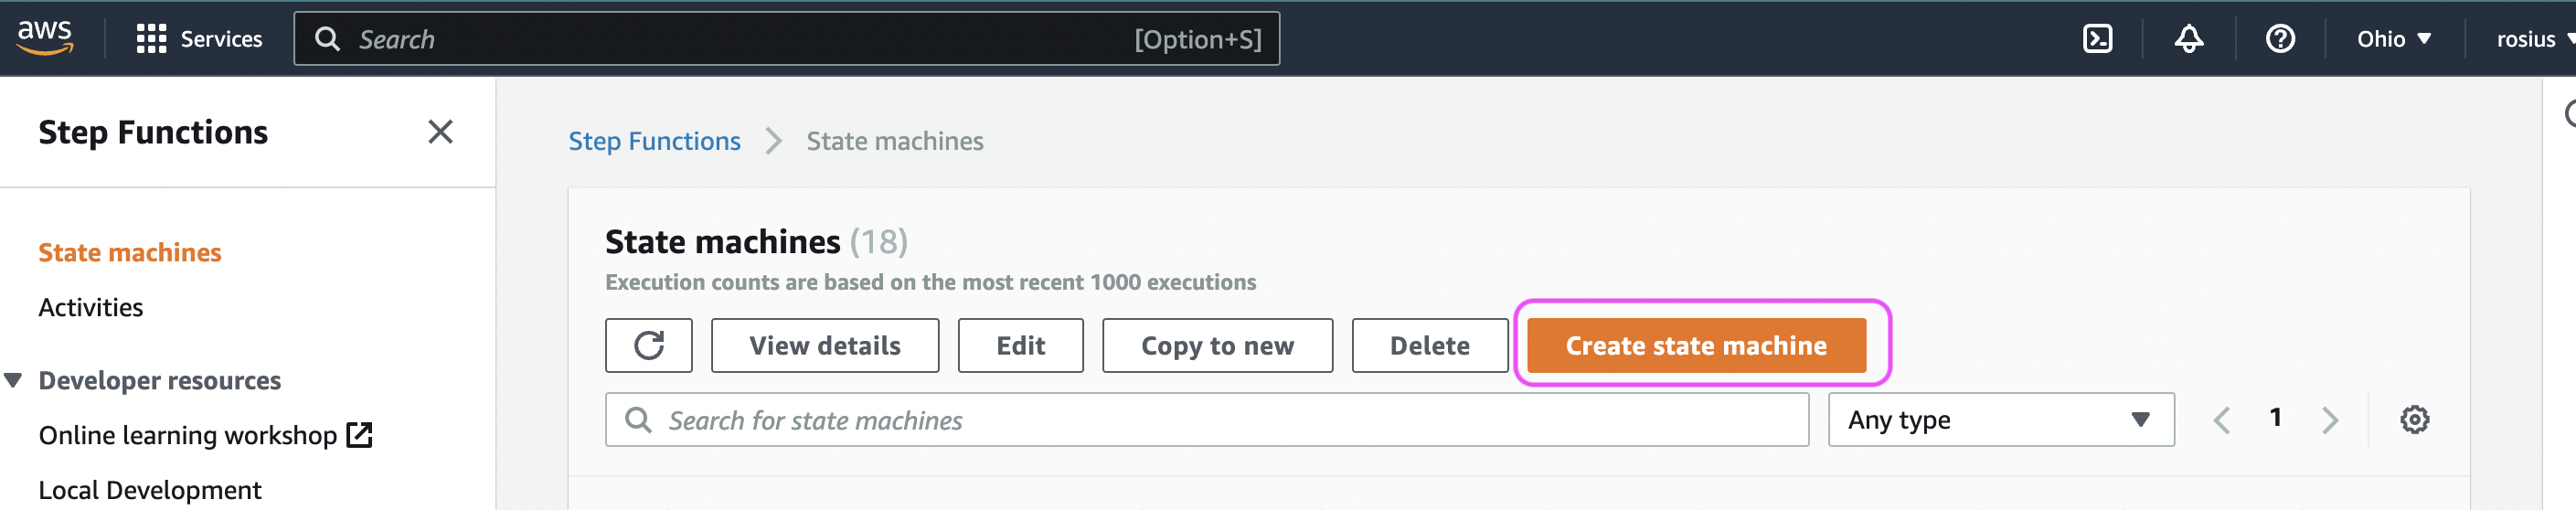 aws Services Search [Option+S] Ohio rosius
Step Functions
State machines
Activities
Developer resources
Online learning workshop
Local Development
Step Functions State machines
State machines (18)
Execution counts are based on the most recent 1000 executions
View details Edit Copy to new Delete Create state machine
Search for state machines Any type 1